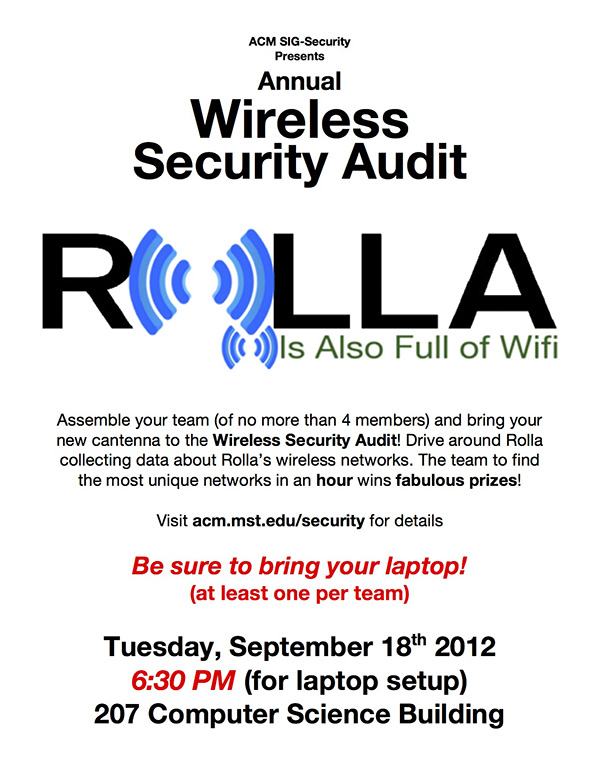 ACM SIG-Security
Presents
Annual
Wireless
Security Audit
ROLLA
Is Also Full of Wifi
Assemble your team (of no more than 4 members) and bring your
new cantenna to the Wireless Security Audit! Drive around Rolla
collecting data about Rolla's wireless networks. The team to find
the most unique networks in an hour wins fabulous prizes!
Visit acm.mst.edu/security for details
Be sure to bring your laptop!
(at least one per team)
Tuesday, September 18th 2012
6:30 PM (for laptop setup)
207 Computer Science Building